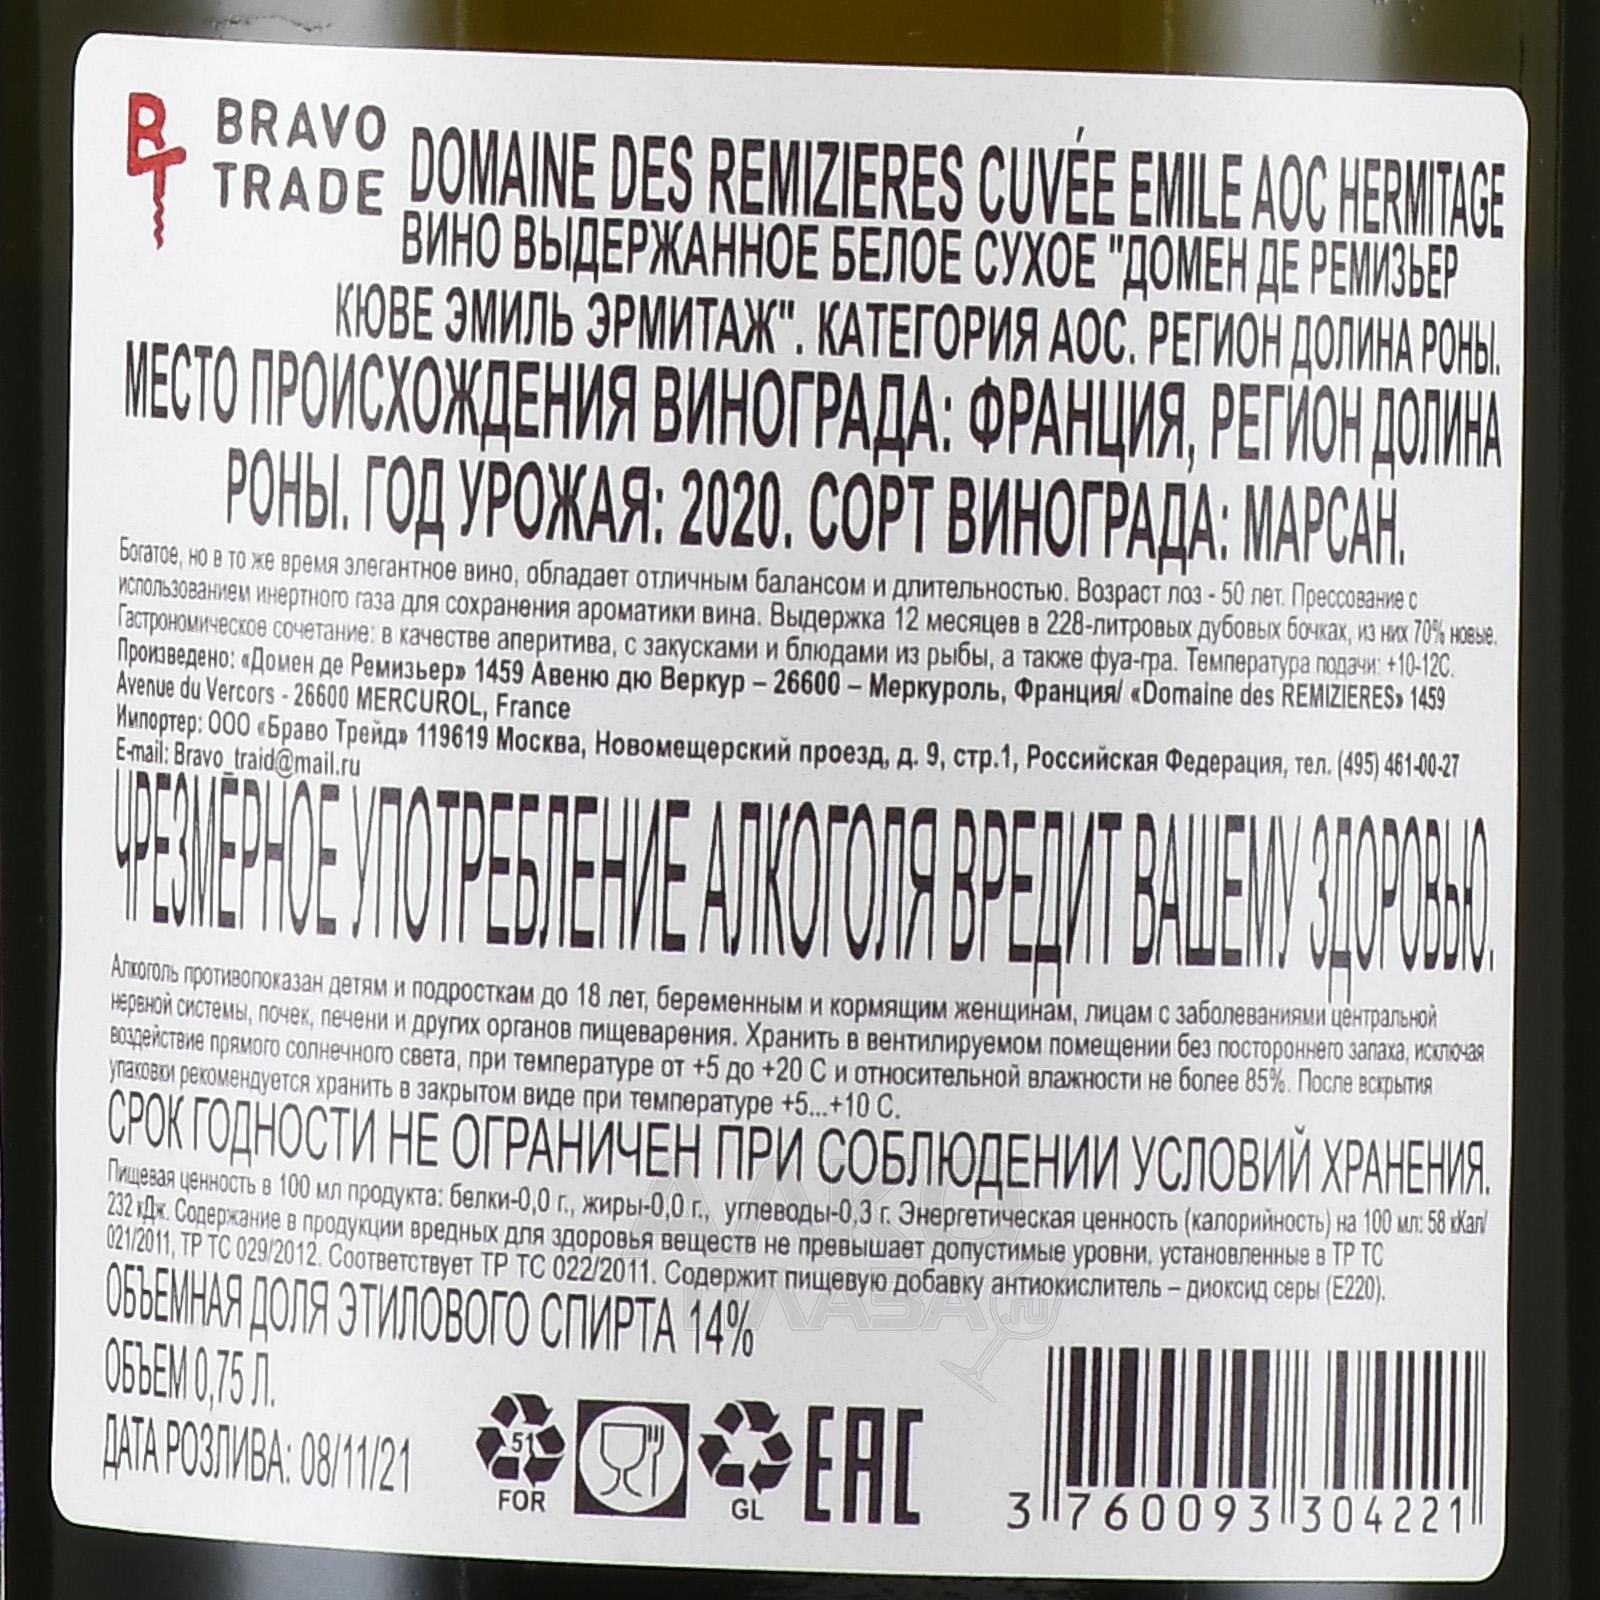 BRAVO
TRADE
DOMAINE DES REMIZIERES CUVÉE EMILE AOC HERMITAGE
ВИНО ВЫДЕРЖАННОЕ БЕЛОЕ СУХОЕ "ДОМЕН ДЕ РЕМИЗЬЕР
КЮВЕ ЭМИЛЬ ЭРМИТАЖ". КАТЕГОРИЯ АОС. РЕГИОН ДОЛИНА РОНЫ.
МЕСТО ПРОИСХОЖДЕНИЯ ВИНОГРАДА: ФРАНЦИЯ, РЕГИОН ДОЛИНА
РОНЫ. ГОД УРОЖАЯ: 2020. СОРТ ВИНОГРАДА: МАРСАН.
Богатое, но в то же время элегантное вино, обладает отличным балансом и длительностью. Возраст лоз - 50 лет. Прессование с
использованием инертного газа для сохранения ароматики вина. Выдержка 12 месяцев в 228-литровых дубовых бочках, из них 70% новые.
Гастрономическое сочетание: в качестве аперитива, с закусками и блюдами из рыбы, а также фуа-гра. Температура подачи: +10-12С.
Произведено: «Домен де Ремизьер» 1459 Авеню дю Веркур – 26600 – Меркуроль, Франция/ «Domaine des REMIZIERES» 1459
Avenue du Vercors - 26600 MERCUROL, France
Импортер: ООО «Браво Трейд» 119619 Москва, Новомещерский проезд, д. 9, стр.1, Российская Федерация, тел. (495) 461-00-27
E-mail: Bravo_traid@mail.ru
ЧРЕЗМЕРНОЕ УПОТРЕБЛЕНИЕ АЛКОГОЛЯ ВРЕДИТ ВАШЕМУ ЗДОРОВЬЮ.
Алкоголь противопоказан детям и подросткам до 18 лет, беременным и кормящим женщинам, лицам с заболеваниями центральной
нервной системы, почек, печени и других органов пищеварения. Хранить в вентилируемом помещении без постороннего запаха, исключая
воздействие прямого солнечного света, при температуре от +5 до +20 С и относительной влажности не более 85%. После вскрытия
упаковки рекомендуется хранить в закрытом виде при температуре +5...+10 С.
СРОК ГОДНОСТИ НЕ ОГРАНИЧЕН ПРИ СОБЛЮДЕНИИ УСЛОВИЙ ХРАНЕНИЯ.
Пищевая ценность в 100 мл продукта: белки-0,0 г., жиры-0,0 г., углеводы-0,3 г. Энергетическая ценность (калорийность) на 100 мл: 58 кКал/
232 кДж. Содержание в продукции вредных для здоровья веществ не превышает допустимые уровни, установленные в ТР ТС
021/2011, ТР ТС 029/2012. Соответствует ТР ТС 022/2011. Содержит пищевую добавку антиокислитель – диоксид серы (Е220).
ОБЪЕМНАЯ ДОЛЯ ЭТИЛОВОГО СПИРТА 14%
ОБЪЕМ 0,75 Л.
ДАТА РОЗЛИВА: 08/11/21
51
FOR
GL
EAC
3 760093 304221
АЛКО
ПЛАЗА.ru